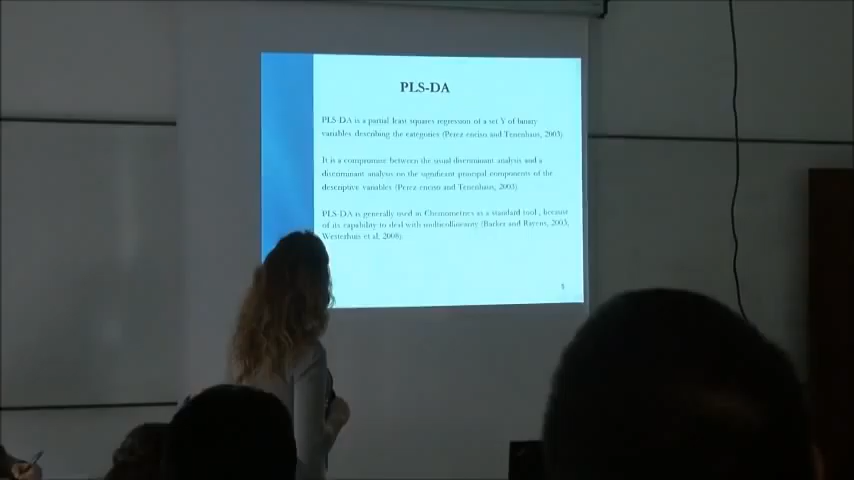 PLS-DA
PLS-DA is a partial least squares regression of a set Y of binary
variables describing the categories (Perez enciso and Tenenhaus, 2003)
It is a compromise between the usual discriminant analysis and a
discriminant analysis on the significant principal components of the
descriptive variables (Perez enciso and Tenenhaus, 2003)
PLS-DA is generally used in Chemometrics as a standard tool , because
of its capability to deal with multicollinearity (Barker and Rayens, 2003,
Westerhuis et al, 2008)
5